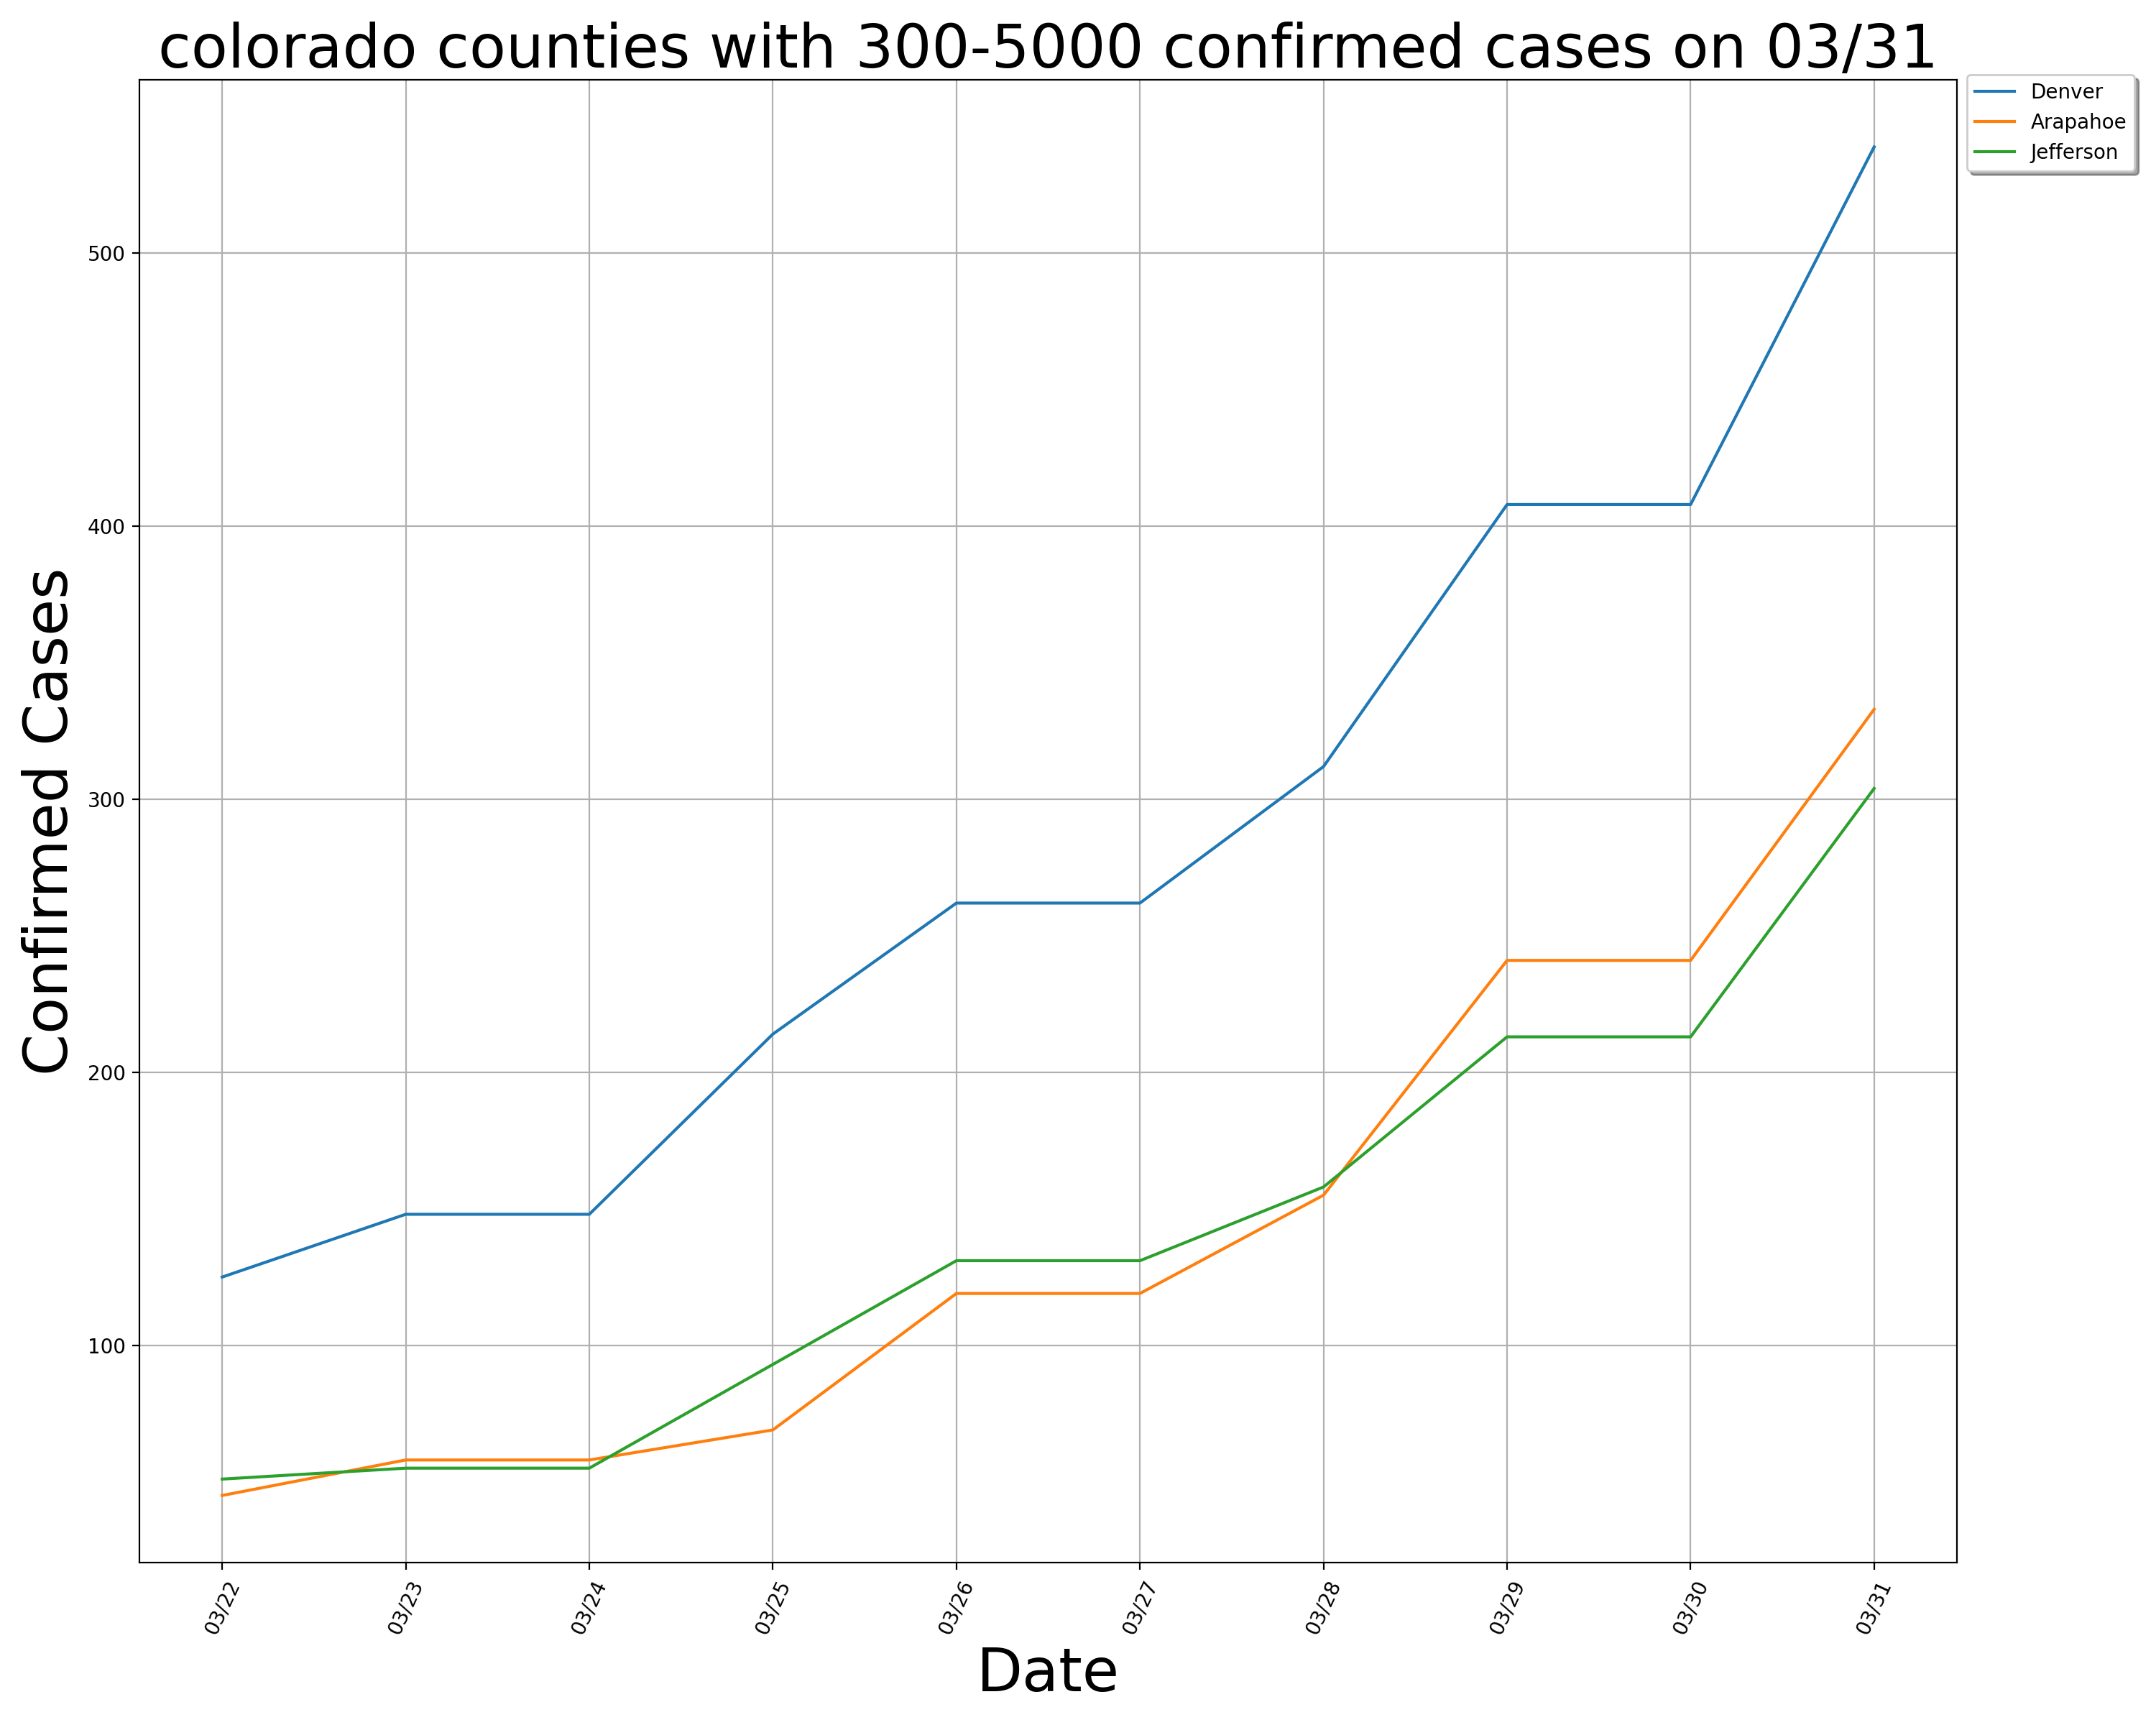 colorado counties with 300-5000 confirmed cases on 03/31
Denver
Arapahoe
Jefferson
Confirmed Cases
500
400
300
200
100
03/22
03/23
03/24
03/25
03/26
03/27
03/28
03/29
03/30
03/31
Date